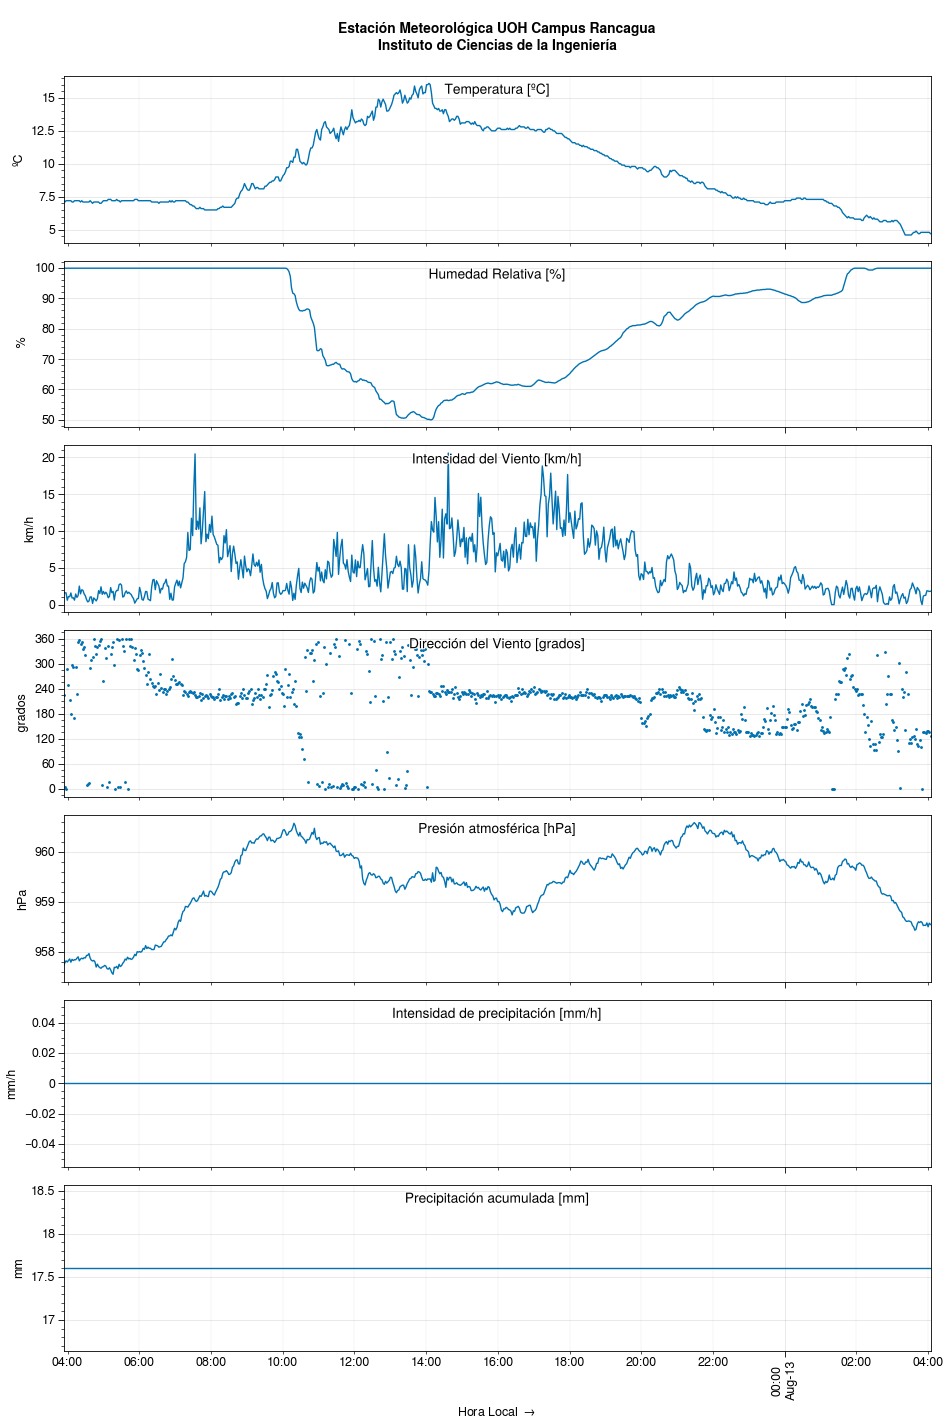 Estación Meteorológica UOH Campus Rancagua
Instituto de Ciencias de la Ingeniería
Temperatura [ºC]
ºC
15
12.5
10
7.5
5
Humedad Relativa [%]
%
100
90
80
70
60
50
Intensidad del Viento [km/h]
km/h
20
15
10
5
0
Dirección del Viento [grados]
grados
360
300
240
180
120
60
0
Presión atmosférica [hPa]
hPa
960
959
958
Intensidad de precipitación [mm/h]
mm/h
0.04
0.02
0
−0.02
−0.04
Precipitación acumulada [mm]
mm
18.5
18
17.5
17
04:00 06:00 08:00 10:00 12:00 14:00 16:00 18:00 20:00 22:00 00:00 02:00 04:00
Aug-13
Hora Local →